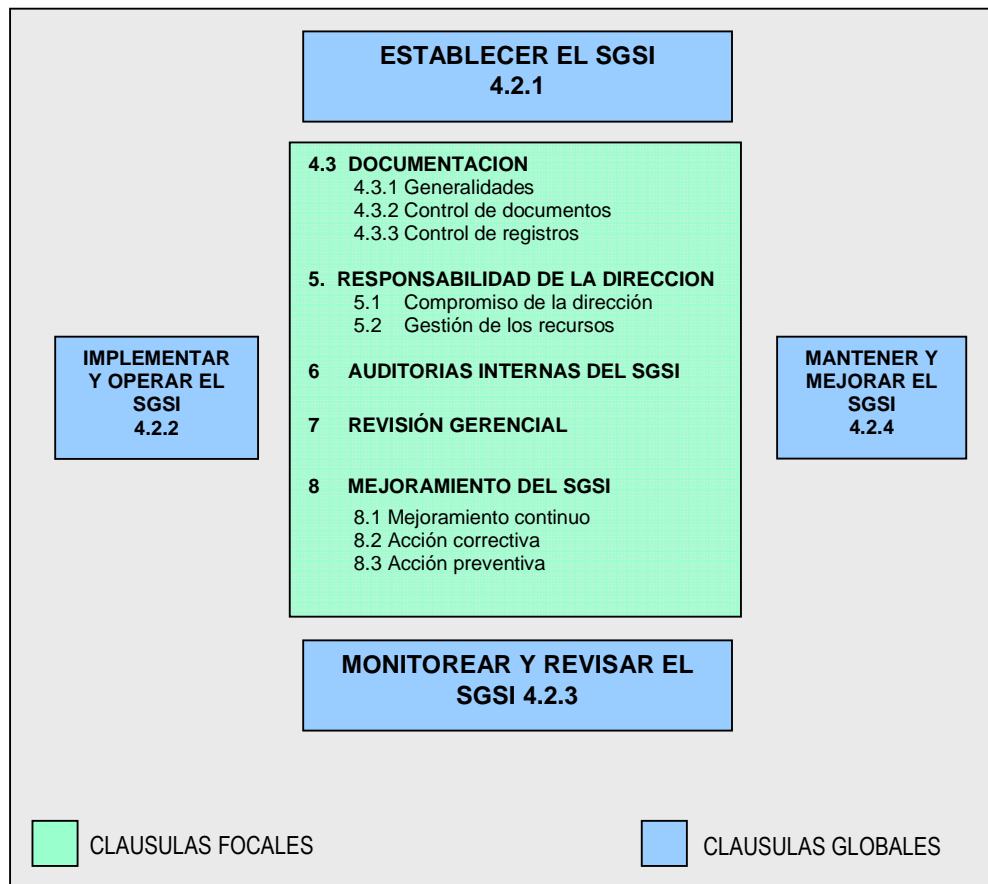 ESTABLECER EL SGSI
4.2.1
4.3 DOCUMENTACION
4.3.1 Generalidades
4.3.2 Control de documentos
4.3.3 Control de registros
5. RESPONSABILIDAD DE LA DIRECCION
5.1 Compromiso de la dirección
5.2 Gestión de los recursos
IMPLEMENTAR
Y OPERAR EL
SGSI
4.2.2
6 AUDITORIAS INTERNAS DEL SGSI
7 REVISIÓN GERENCIAL
8 MEJORAMIENTO DEL SGSI
8.1 Mejoramiento continuo
8.2 Acción correctiva
8.3 Acción preventiva
MANTENER Y
MEJORAR EL
SGSI
4.2.4
MONITOREAR Y REVISAR EL
SGSI 4.2.3
CLAUSULAS FOCALES
CLAUSULAS GLOBALES